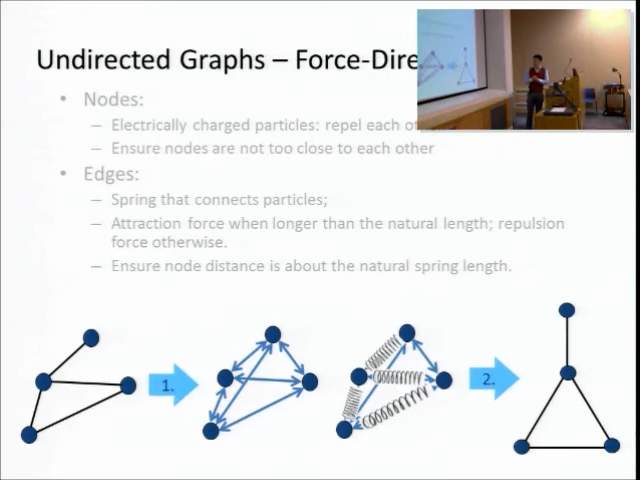 Undirected Graphs – Force-Dire
• Nodes:
– Electrically charged particles: repel each ot
– Ensure nodes are not too close to each other
• Edges:
– Spring that connects particles;
– Attraction force when longer than the natural length; repulsion
force otherwise.
– Ensure node distance is about the natural spring length.
1.
2.